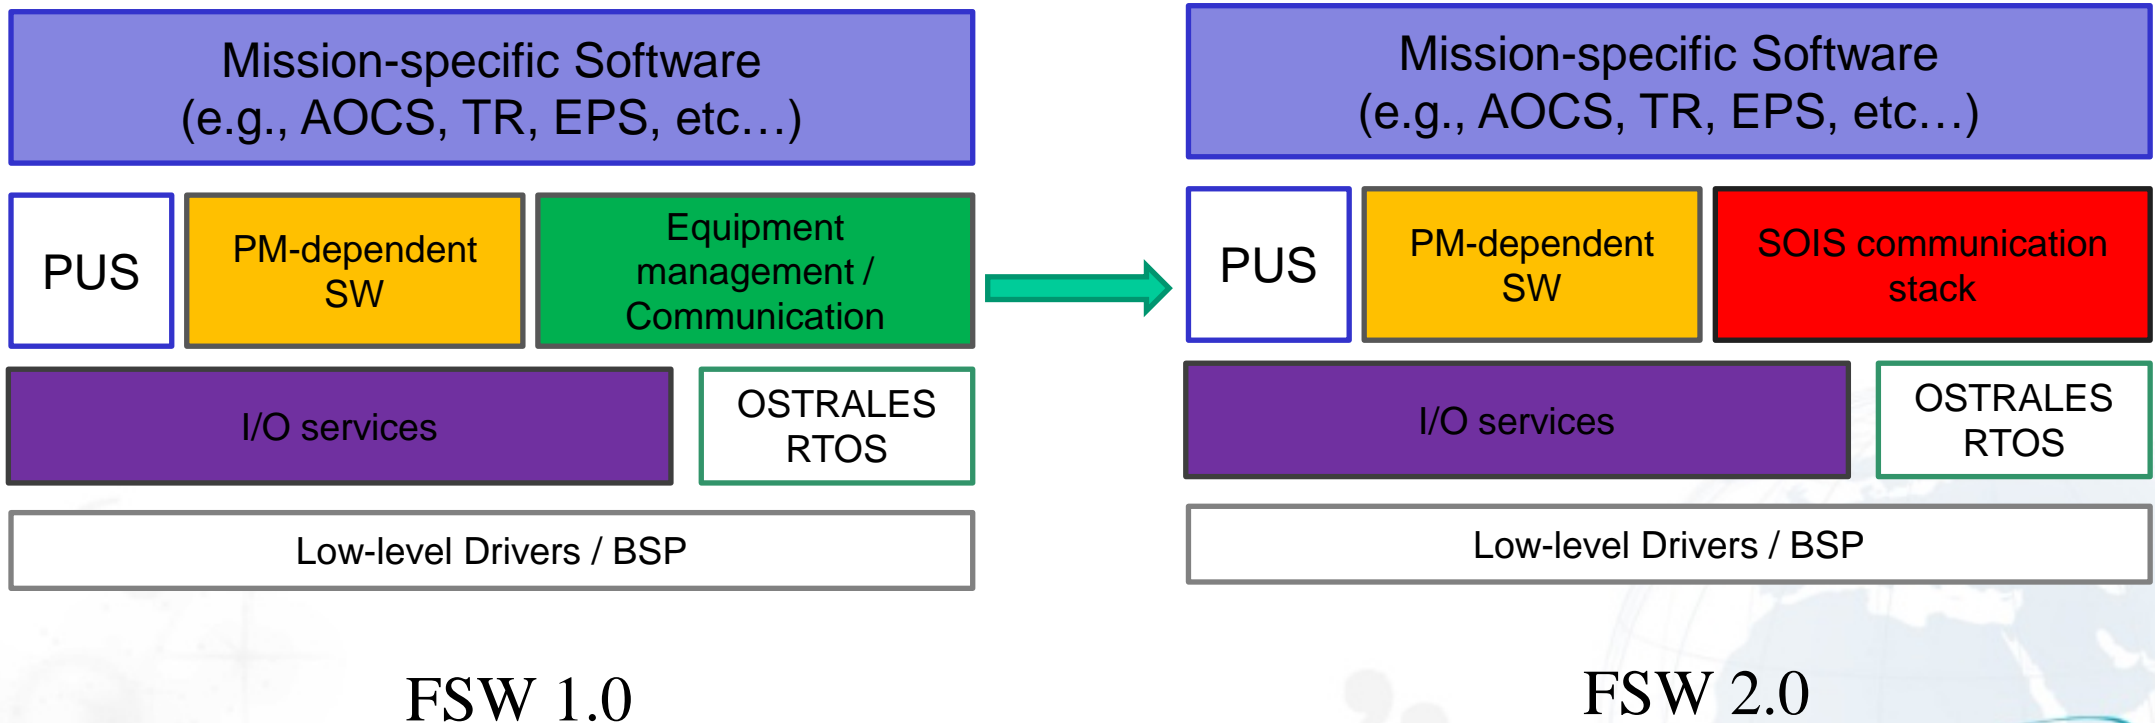 Mission-specific Software
(e.g., AOCS, TR, EPS, etc…)
PUS
PM-dependent
SW
Equipment
management /
Communication
I/O services
OSTRALES
RTOS
Low-level Drivers / BSP
FSW 1.0
Mission-specific Software
(e.g., AOCS, TR, EPS, etc…)
PUS
PM-dependent
SW
SOIS communication
stack
I/O services
OSTRALES
RTOS
Low-level Drivers / BSP
FSW 2.0